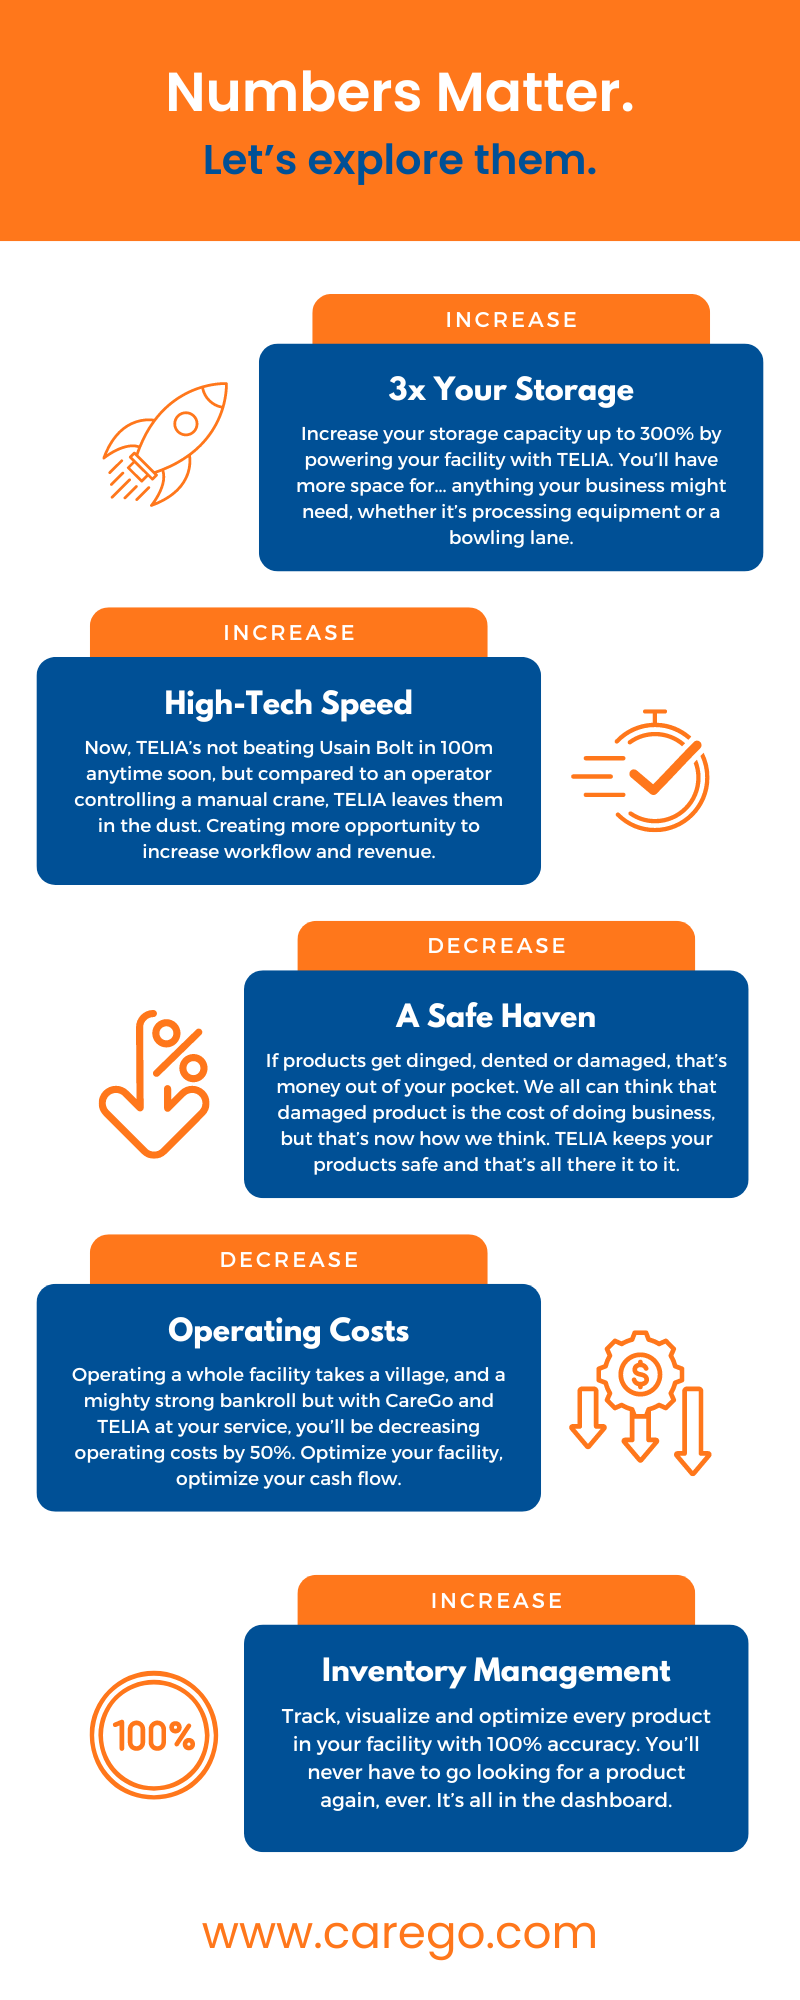 Numbers Matter.
Let's explore them.
INCREASE
3x Your Storage
Increase your storage capacity up to 300% by
powering your facility with TELIA. You'll have
more space for... anything your business might
need, whether it's processing equipment or a
bowling lane.
INCREASE
High-Tech Speed
Now, TELIA's not beating Usain Bolt in 100m
anytime soon, but compared to an operator
controlling a manual crane, TELIA leaves them
in the dust. Creating more opportunity to
increase workflow and revenue.
DECREASE
A Safe Haven
If products get dinged, dented or damaged, that's
money out of your pocket. We all can think that
damaged product is the cost of doing business,
but that's now how we think. TELIA keeps your
products safe and that's all there it to it.
%
DECREASE
Operating Costs
Operating a whole facility takes a village, and a
mighty strong bankroll but with CareGo and
TELIA at your service, you'll be decreasing
operating costs by 50%. Optimize your facility,
optimize your cash flow.
$
INCREASE
Inventory Management
Track, visualize and optimize every product
in your facility with 100% accuracy. You'll
never have to go looking for a product
again, ever. It's all in the dashboard.
100%
www.carego.com